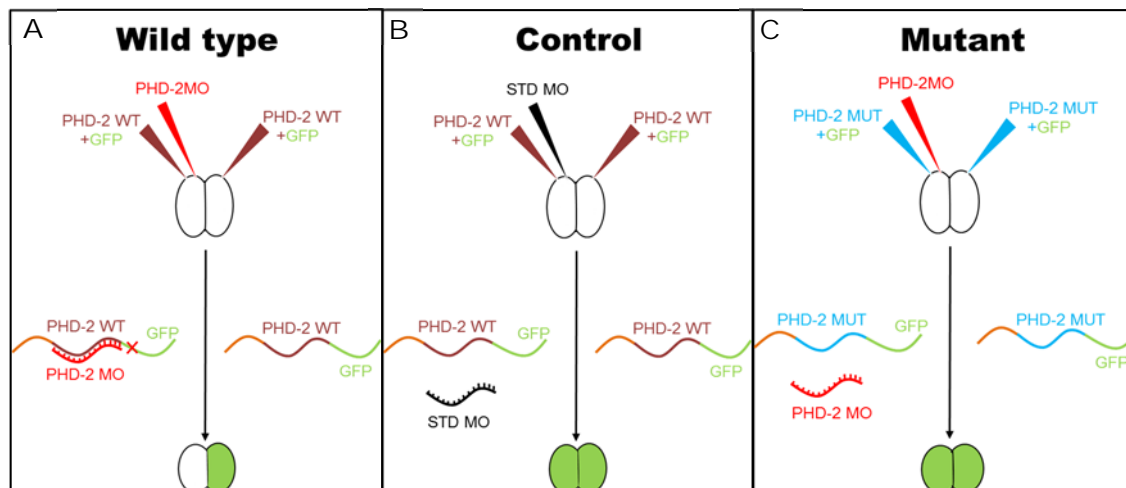 A
Wild type
PHD-2MO
PHD-2 WT
+GFP
PHD-2 WT
+GFP
PHD-2 WT
GFP
PHD-2 MO
PHD-2 WT
GFP
B
Control
STD MO
PHD-2 WT
+GFP
PHD-2 WT
+GFP
PHD-2 WT
GFP
STD MO
PHD-2 WT
GFP
C
Mutant
PHD-2MO
PHD-2 MUT
+GFP
PHD-2 MUT
+GFP
PHD-2 MUT
GFP
PHD-2 MO
PHD-2 MUT
GFP